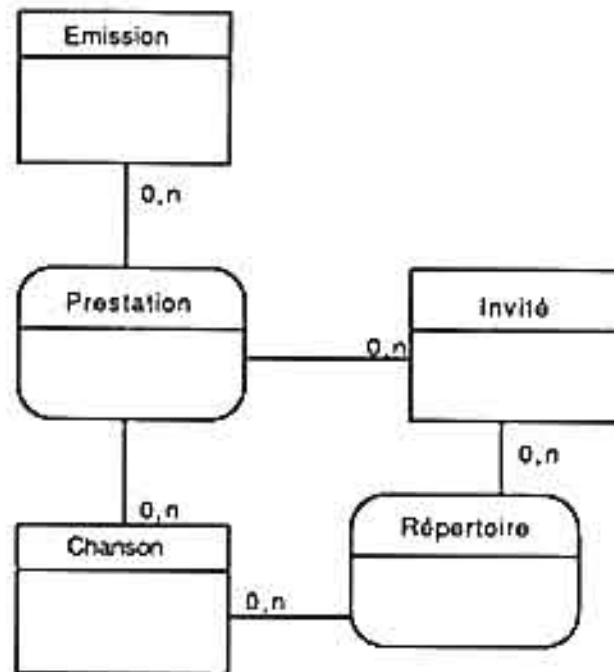 Emission
0,n
Prestation
Invité
0,n
0,n
0,n
Chanson
Répertoire
0,n